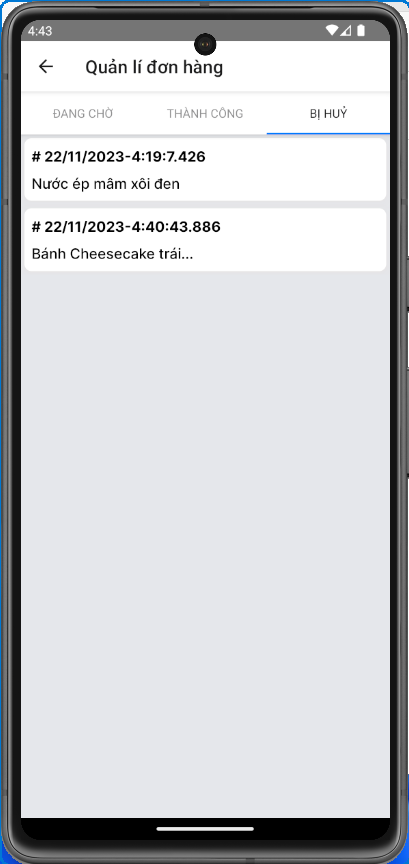 4:43
Quản lí đơn hàng
ĐANG CHỜ THÀNH CÔNG BỊ HUỶ
# 22/11/2023-4:19:7.426
Nước ép mâm xôi đen
# 22/11/2023-4:40:43.886
Bánh Cheesecake trái...